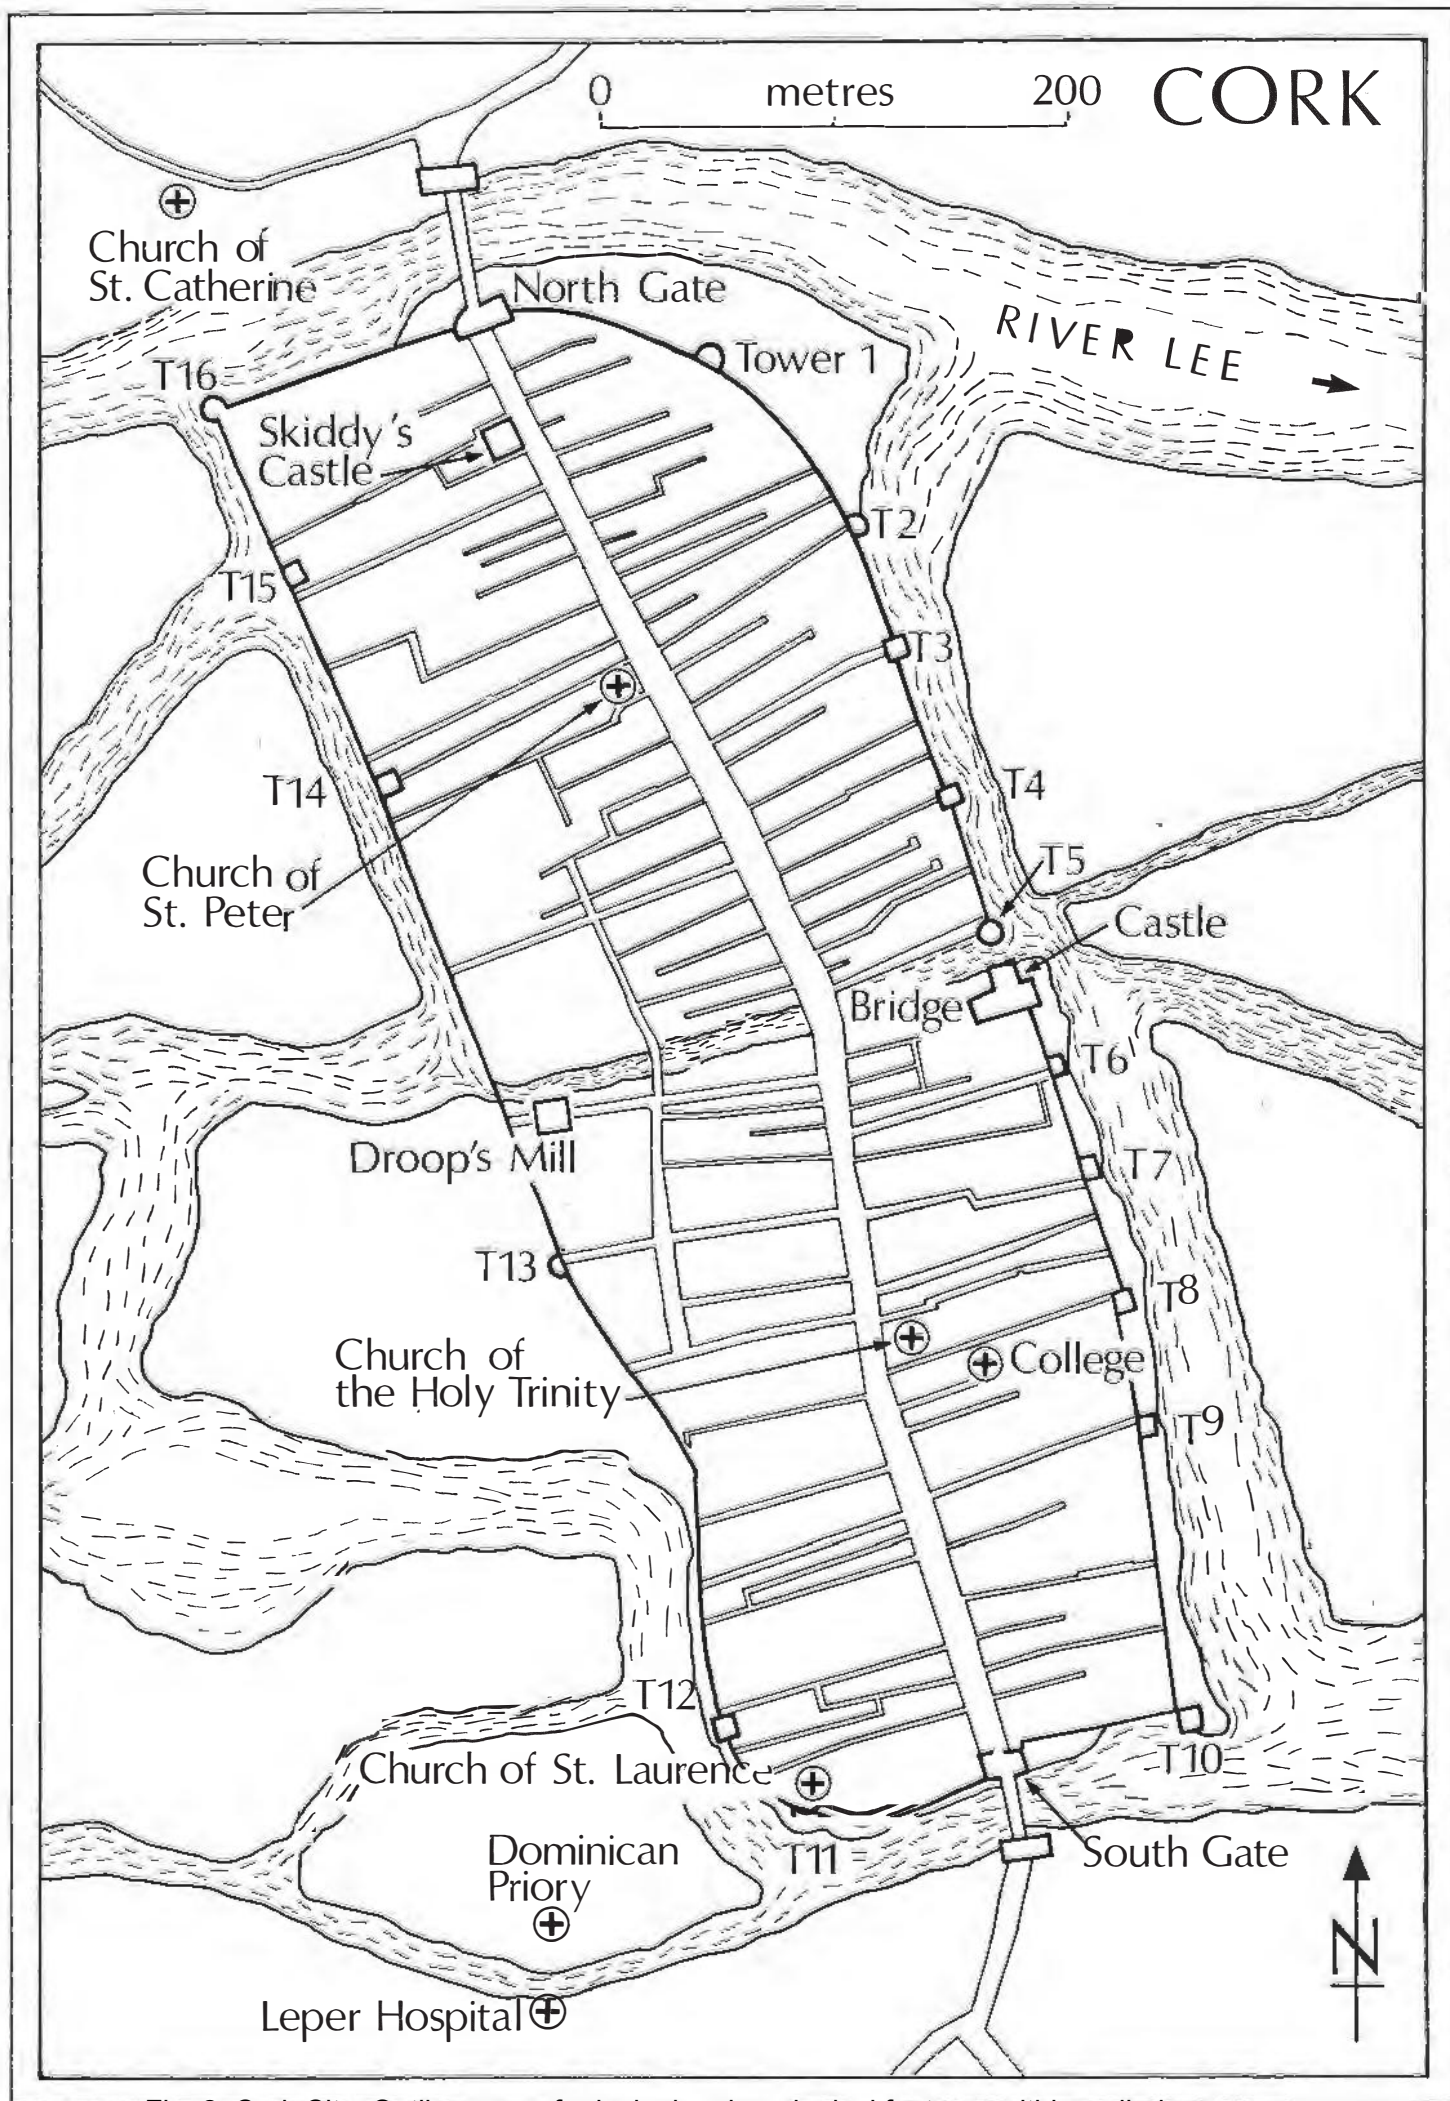 0 metres 200
CORK
Church of
St. Catherine
North Gate
RIVER LEE
Tower 1
T16
Skiddy's
Castle
T2
T15
T3
T14
T4
T5
Church of
St. Peter
Castle
Bridge
T6
Droop's Mill
T7
T13
T8
Church of
the Holy Trinity
College
T9
T12
Church of St. Laurence
T10
T11
South Gate
Dominican
Priory
N
Leper Hospital